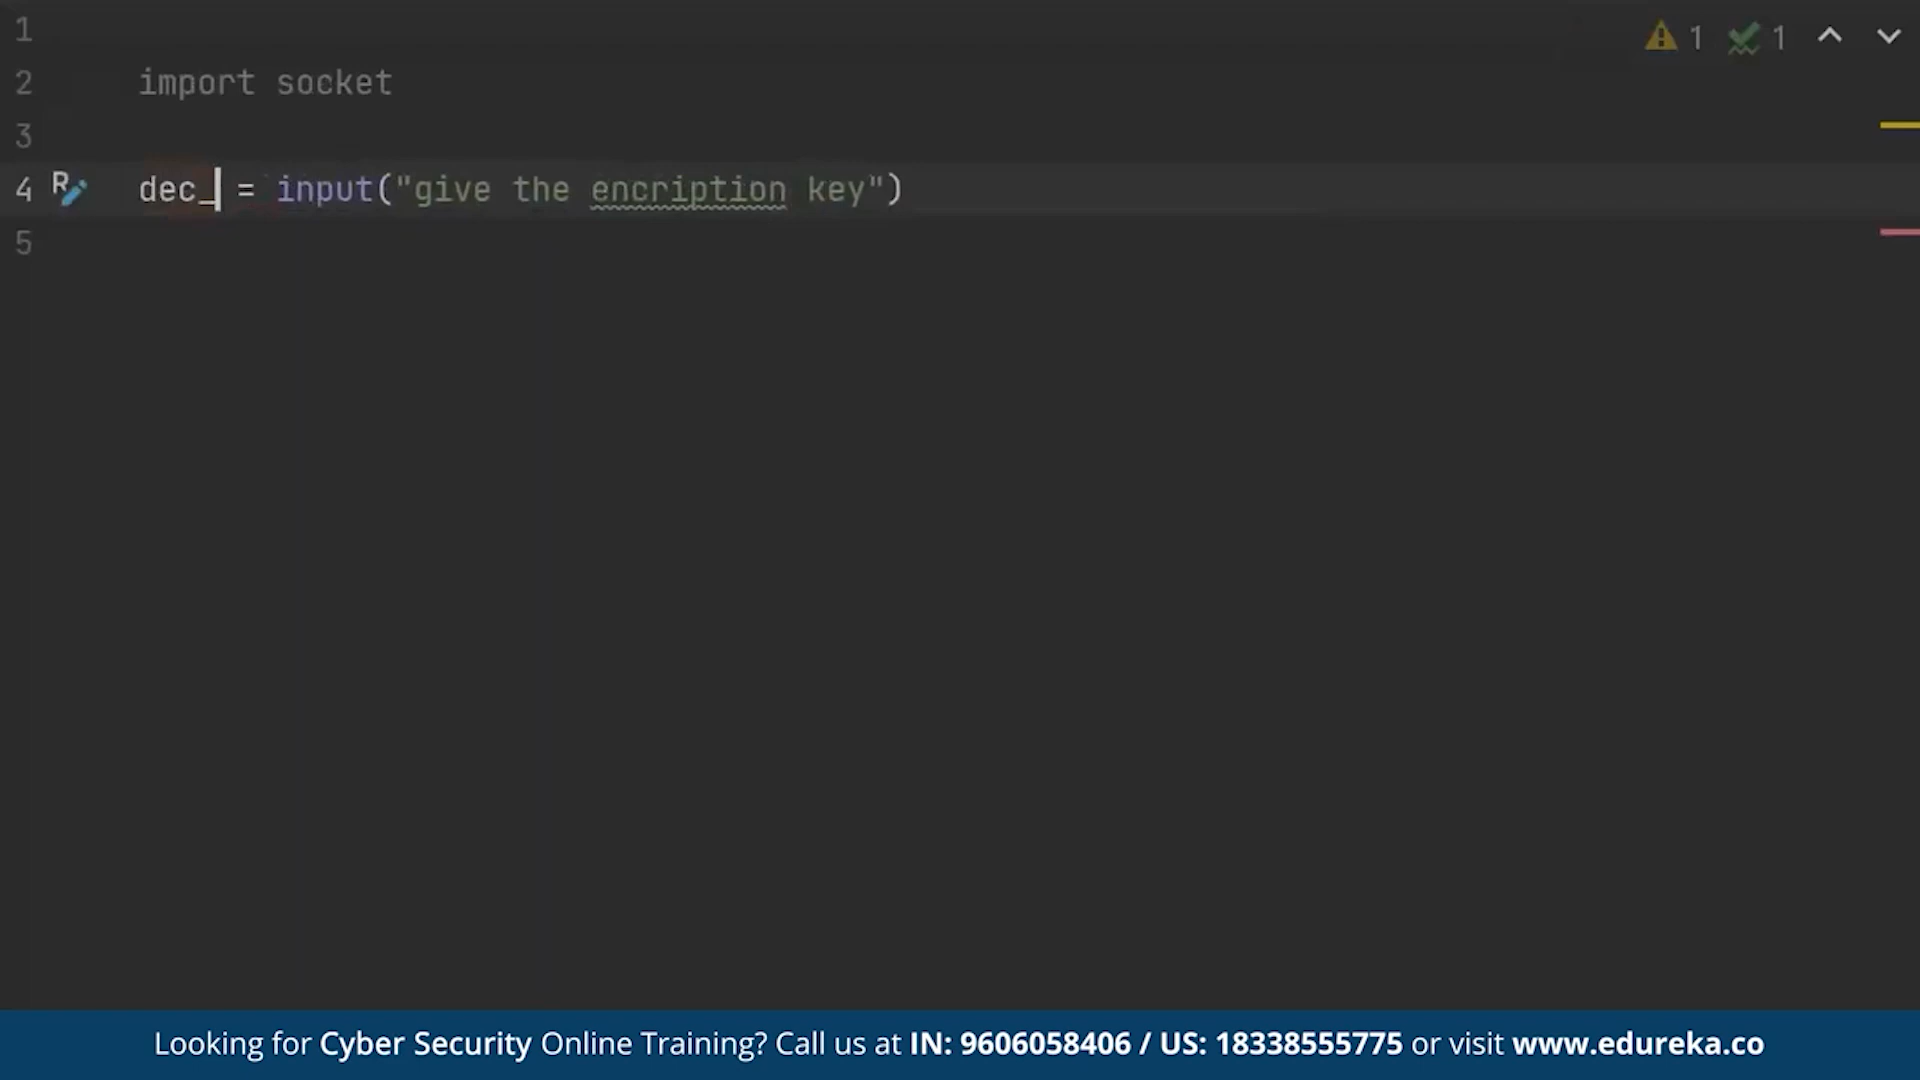 1
2 import socket
3
4 dec_ = input("give the encription key")
5
1 1
Looking for Cyber Security Online Training? Call us at IN: 9606058406 / US: 18338555775 or visit www.edureka.co